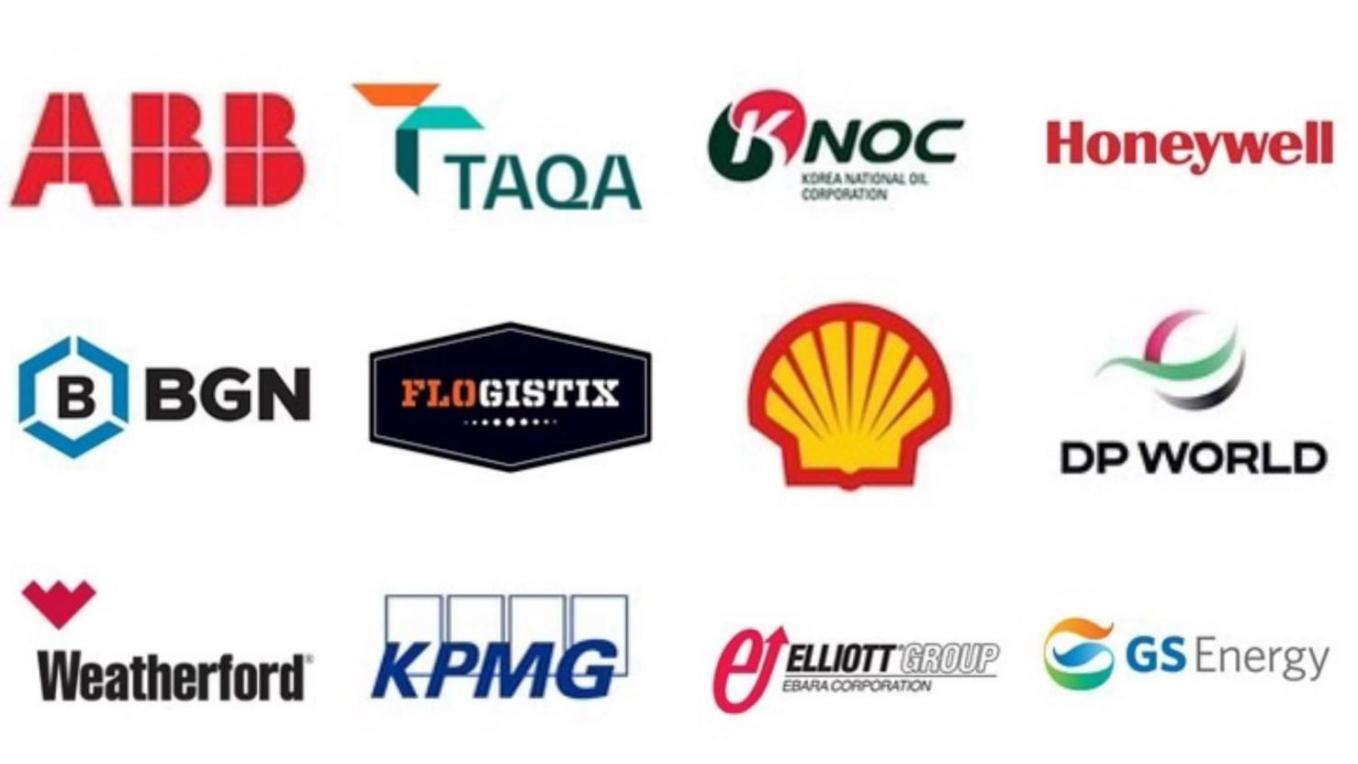 ABB
TAQA
KNOC
KOREA NATIONAL OIL
CORPORATION
Honeywell
B BGN
FLOGISTIX
DP WORLD
Weatherford®
KPMG
ej ELLIOTT GROUP
EBARA CORPORATION
GS Energy